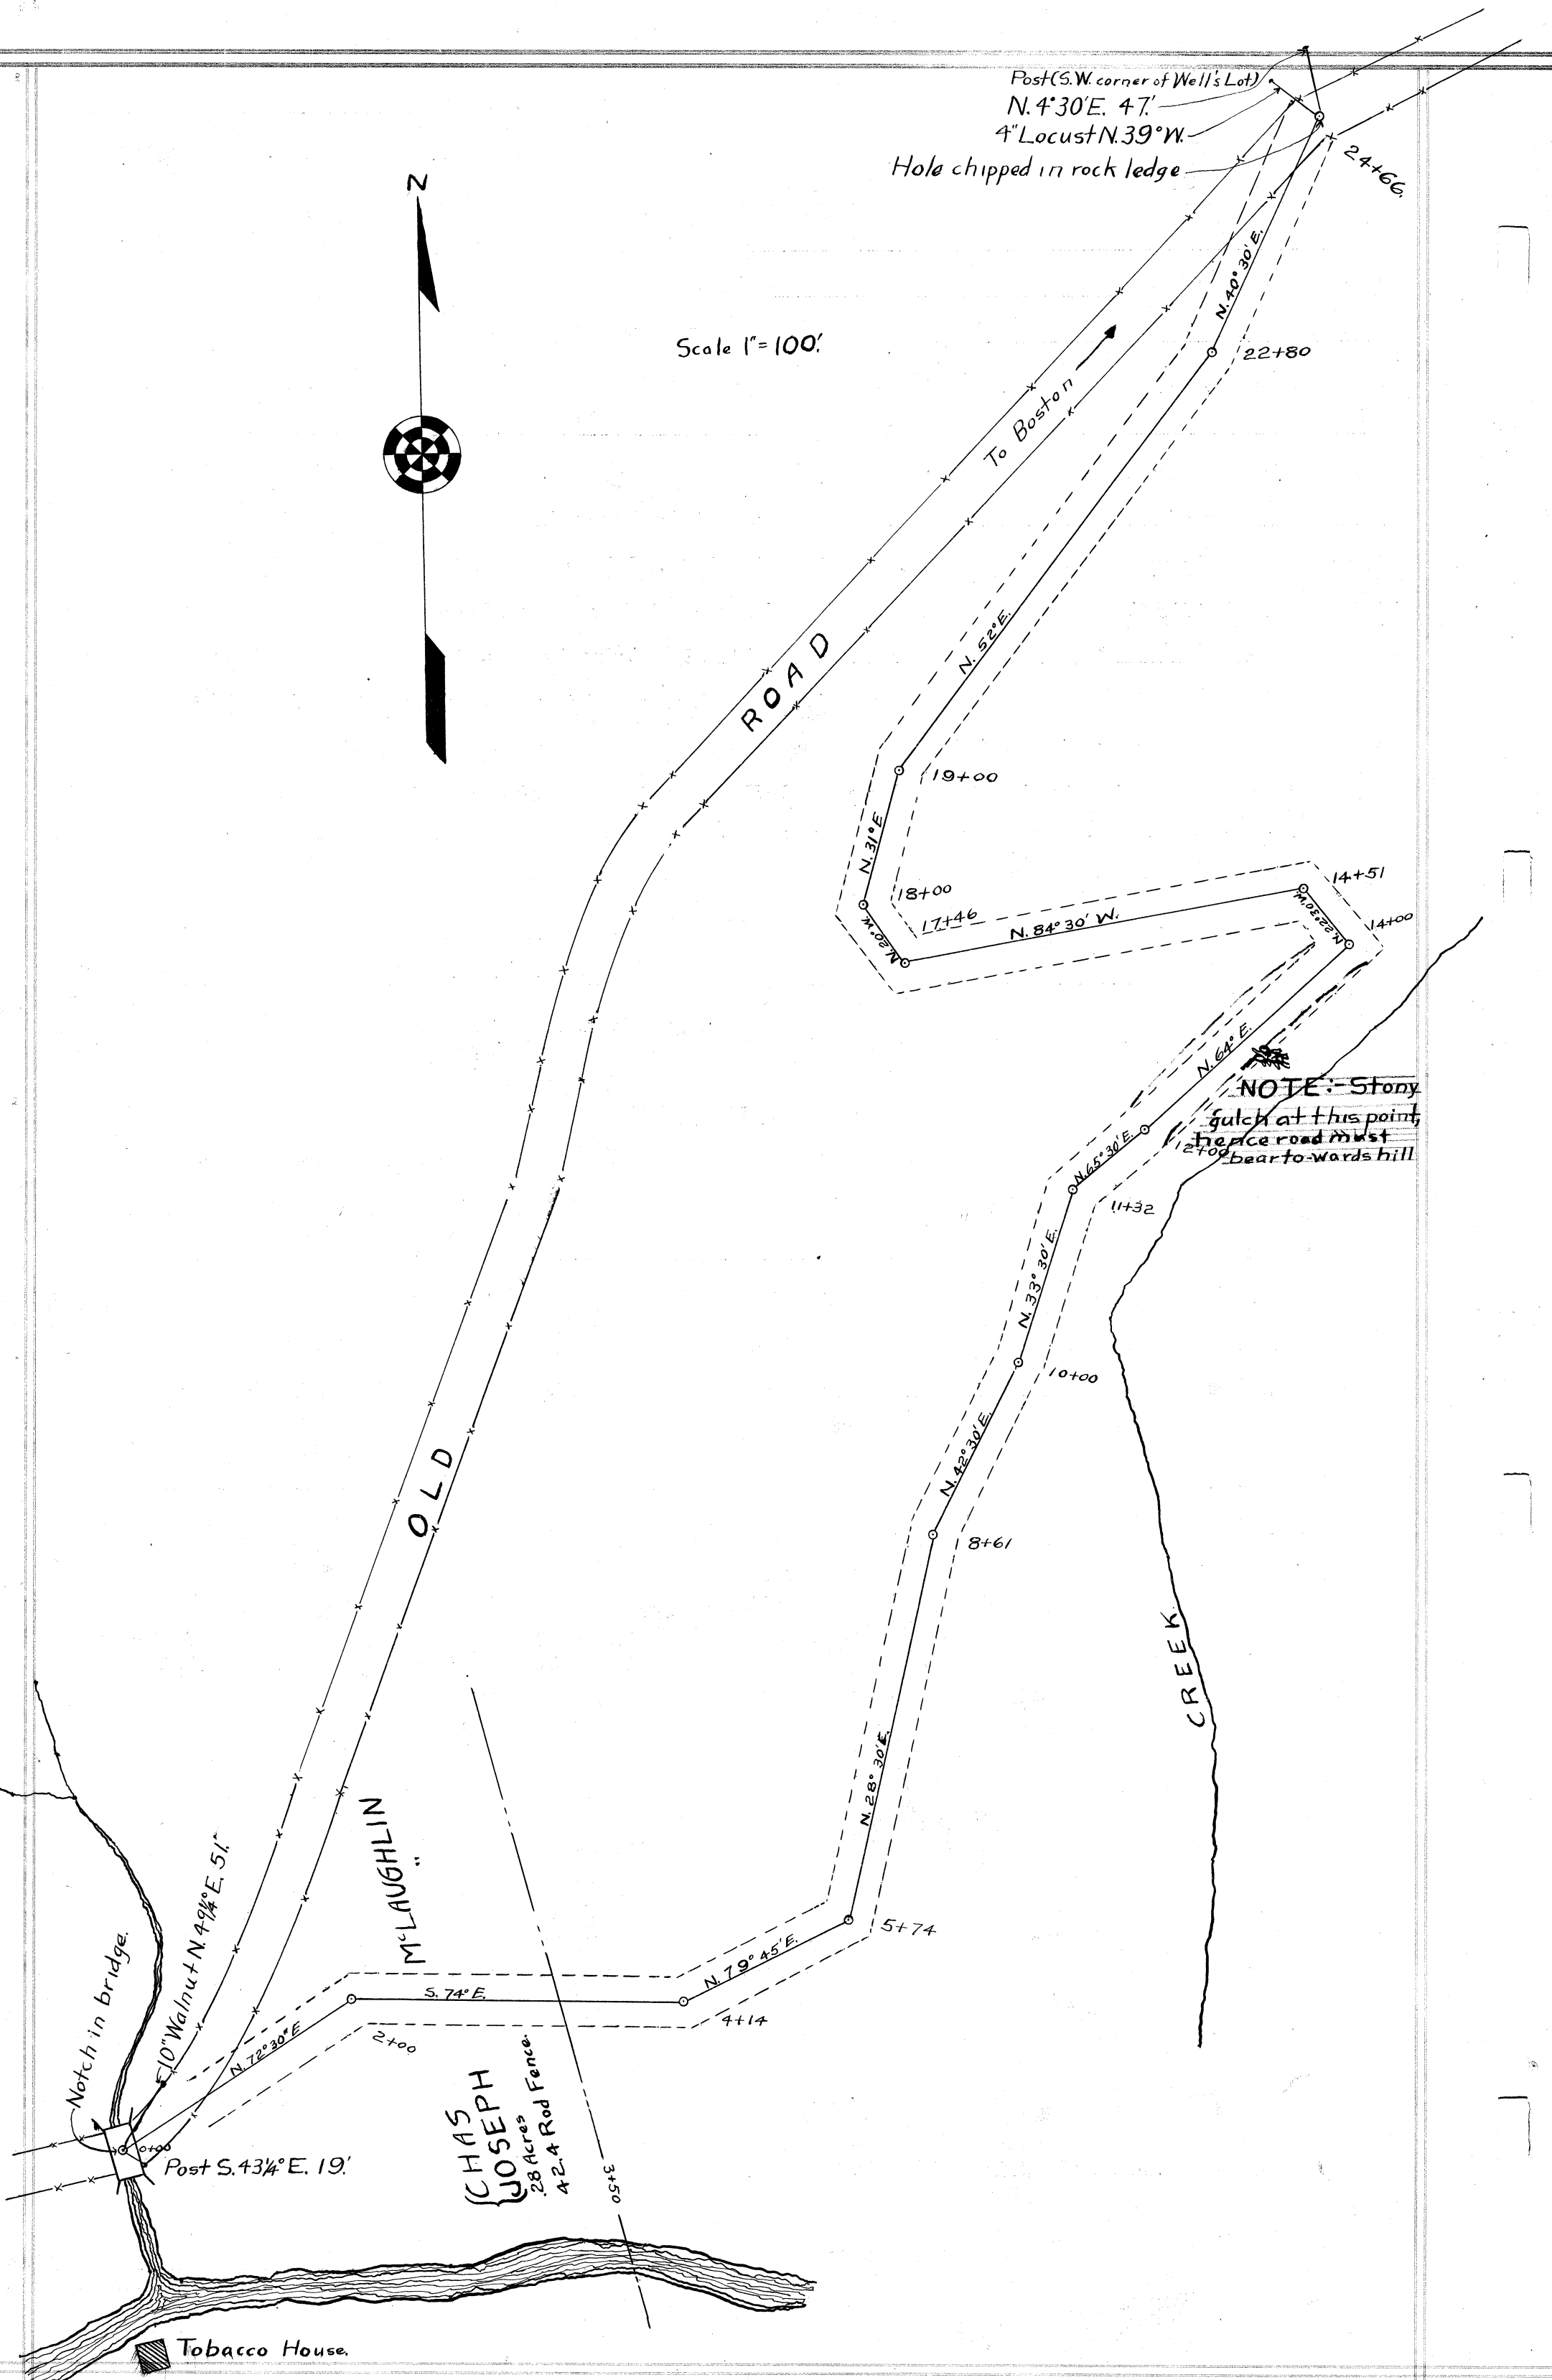 Post (S.W. corner of Well's Lot)
N. 4° 30' E. 47.'
4" Locust N. 39° W.
Hole chipped in rock ledge
24+66.
N
N. 40° 30' E.
Scale 1" = 100.'
22+80
To Boston
N. 52° E.
ROAD
19+00
N. 31° E
18+00
17+46
N. 20° W.
N. 84° 30' W.
14+51
N. 22° 30' W.
14+00
N. 64° E.
NOTE:- Stony
gulch at this point,
hence road must
bear to-wards hill
12+00
N. 65° 30' E.
11+32
N. 33° 30' E.
10+00
N. 42° 30' E.
OLD
8+61
CREEK
N. 28° 30' E.
McLAUGHLIN
5+74
N. 79° 45' E.
S. 74° E.
4+14
2+00
N. 72° 30" E
10" Walnut N. 49¼° E. 51.'
Notch in bridge.
0+00
Post S. 43¼° E. 19.'
CHAS
JOSEPH
.28 Acres
42.4 Rod Fence.
3+50
Tobacco House.